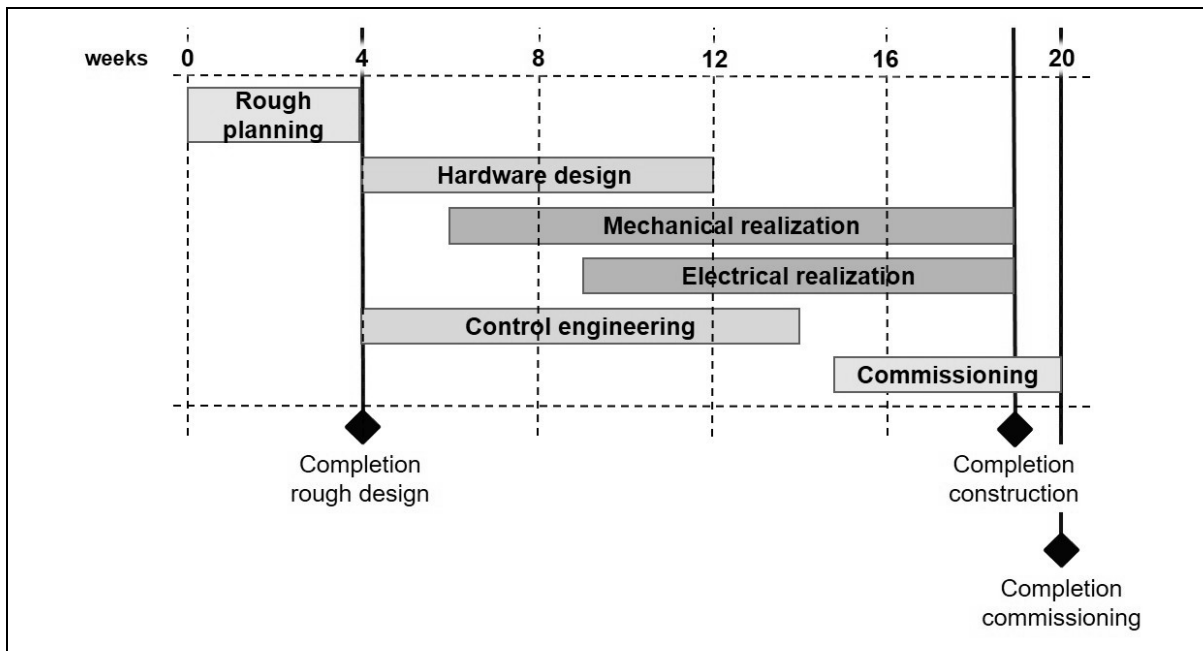 weeks 0 4 8 12 16 20
Rough
planning
Hardware design
Mechanical realization
Electrical realization
Control engineering
Commissioning
Completion
rough design
Completion
construction
Completion
commissioning